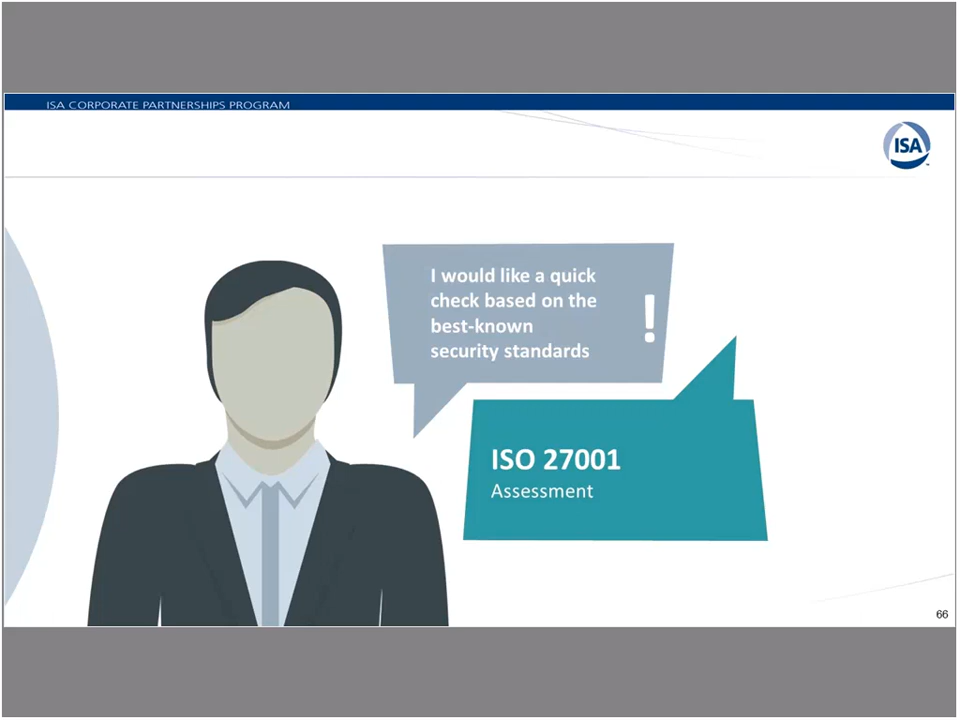 ISA CORPORATE PARTNERSHIPS PROGRAM
ISA
I would like a quick
check based on the
best-known
security standards
!
ISO 27001
Assessment
66